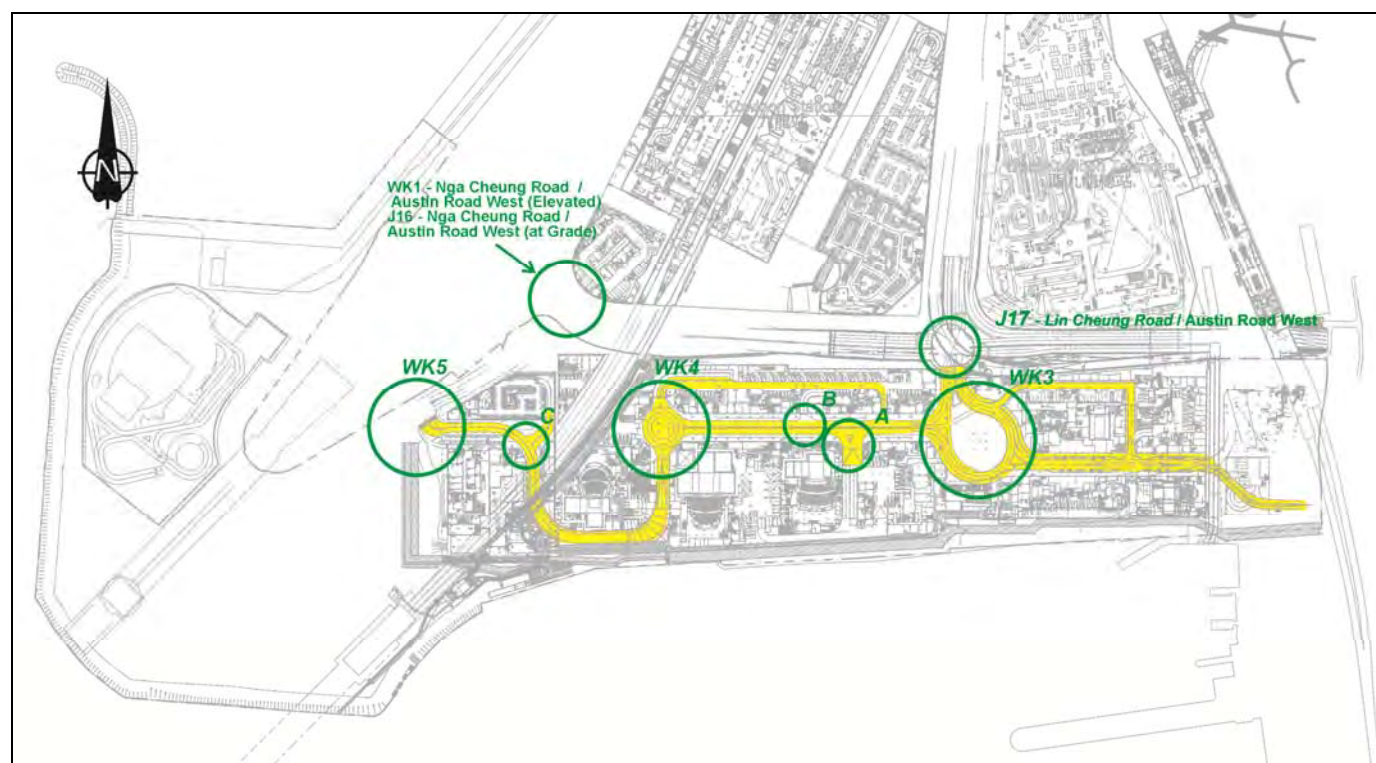 N
WK1 - Nga Cheung Road /
Austin Road West (Elevated)
J16 - Nga Cheung Road /
Austin Road West (at Grade)
J17 - Lin Cheung Road / Austin Road West
WK5
WK4
WK3
B
A
C